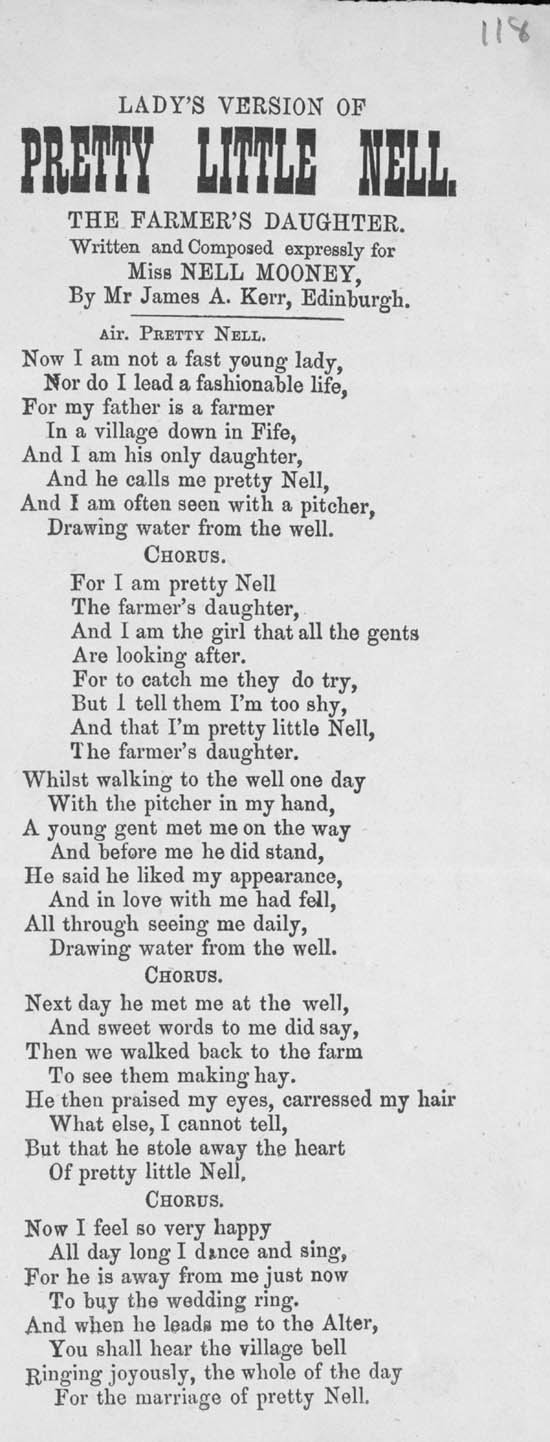 118
LADY'S VERSION OF
PRETTY LITTLE NELL.
THE FARMER'S DAUGHTER.
Written and Composed expressly for
Miss NELL MOONEY,
By Mr James A. Kerr, Edinburgh.
Air. PRETTY NELL.
Now I am not a fast young lady,
Nor do I lead a fashionable life,
For my father is a farmer
In a village down in Fife,
And I am his only daughter,
And he calls me pretty Nell,
And I am often seen with a pitcher,
Drawing water from the well.
CHORUS.
For I am pretty Nell
The farmer's daughter,
And I am the girl that all the gents
Are looking after.
For to catch me they do try,
But I tell them I'm too shy,
And that I'm pretty little Nell,
The farmer's daughter.
Whilst walking to the well one day
With the pitcher in my hand,
A young gent met me on the way
And before me he did stand,
He said he liked my appearance,
And in love with me had fell,
All through seeing me daily,
Drawing water from the well.
CHORUS.
Next day he met me at the well,
And sweet words to me did say,
Then we walked back to the farm
To see them making hay.
He then praised my eyes, carressed my hair
What else, I cannot tell,
But that he stole away the heart
Of pretty little Nell.
CHORUS.
Now I feel so very happy
All day long I dance and sing,
For he is away from me just now
To buy the wedding ring.
And when he leads me to the Alter,
You shall hear the village bell
Ringing joyously, the whole of the day
For the marriage of pretty Nell.